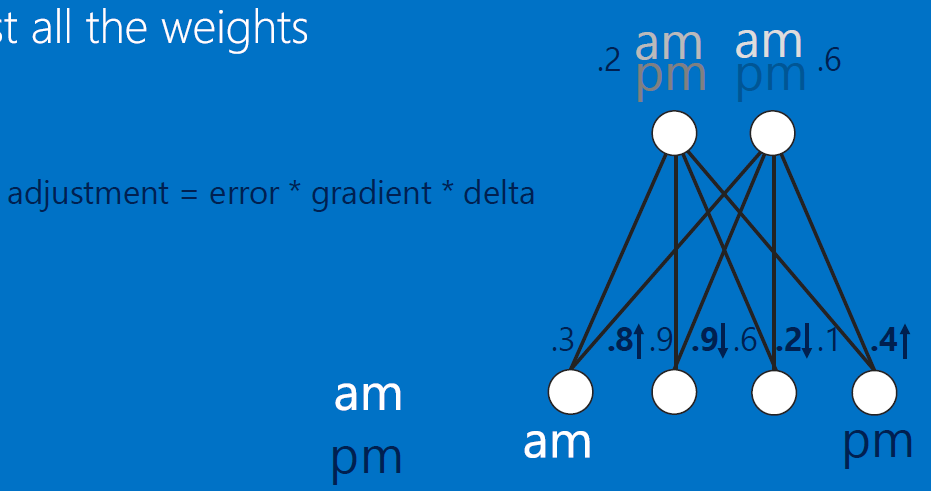 st all the weights
.2 am am .6
pm pm
adjustment = error * gradient * delta
.3 .8 .9 .9 .6 .2 .1 .4
am
am pm
pm